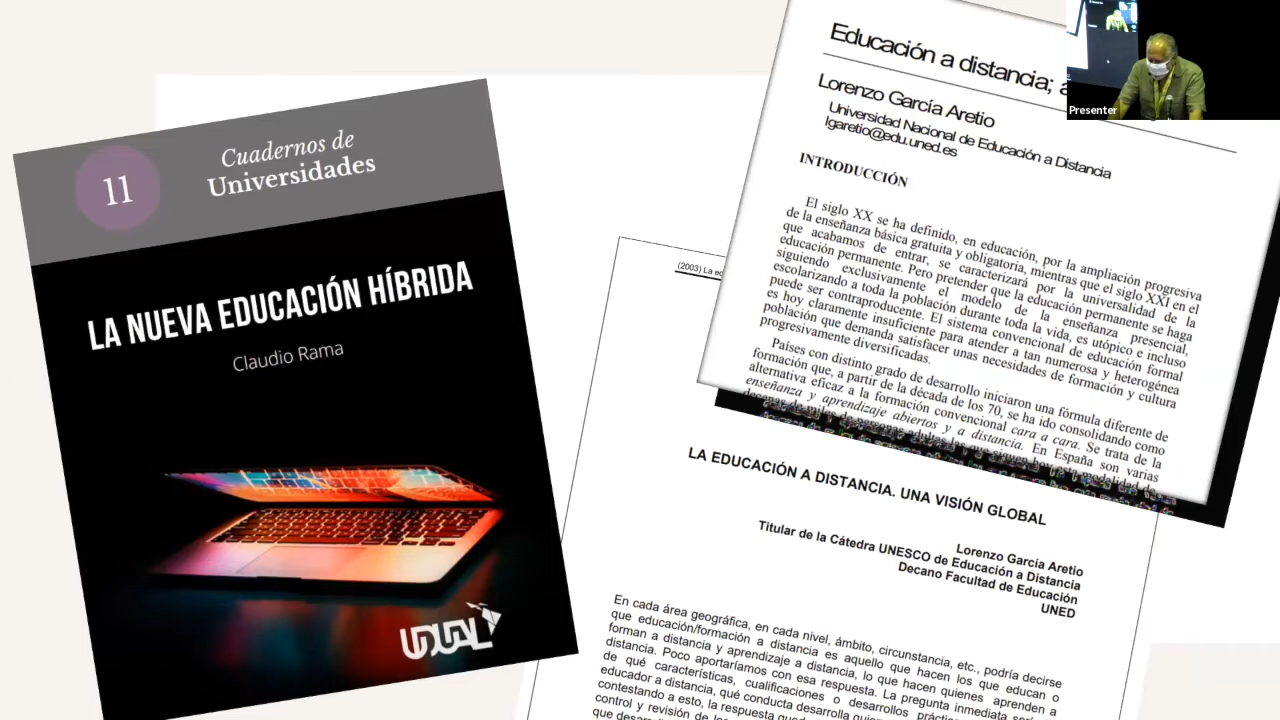 11
Cuadernos de
Universidades
LA NUEVA EDUCACIÓN HÍBRIDA
Claudio Rama
UDUAL
Educación a distancia;
Lorenzo García Aretio
Universidad Nacional de Educación a Distancia
lgaretio@edu.uned.es
INTRODUCCIÓN
El siglo XX se ha definido, en educación, por la ampliación progresiva
de la enseñanza básica gratuita y obligatoria, mientras que el siglo XXI en el
que acabamos de entrar, se caracterizará por la universalidad de la
educación permanente. Pero pretender que la educación permanente se haga
siguiendo exclusivamente el modelo de la enseñanza presencial,
escolarizando a toda la población durante toda la vida, es utópico e incluso
puede ser contraproducente. El sistema convencional de educación formal
es hoy claramente insuficiente para atender a tan numerosa y heterogénea
población que demanda satisfacer unas necesidades de formación y cultura
progresivamente diversificadas.
Países con distinto grado de desarrollo iniciaron una fórmula diferente de
formación que, a partir de la década de los 70, se ha ido consolidando como
alternativa eficaz a la formación convencional cara a cara. Se trata de la
enseñanza y aprendizaje abiertos y a distancia. En España son varias
Presenter
(2003) La
LA EDUCACIÓN A DISTANCIA. UNA VISIÓN GLOBAL
Lorenzo García Aretio
Titular de la Cátedra UNESCO de Educación a Distancia
Decano Facultad de Educación
UNED
En cada área geográfica, en cada nivel, ámbito, circunstancia, etc., podría decirse
que educación/formación a distancia es aquello que hacen los que educan o
forman a distancia y aprendizaje a distancia, lo que hacen quienes aprenden a
distancia. Poco aportaríamos con esa respuesta. La pregunta inmediata
de qué características, cualificaciones o desarrollos
educador a distancia, qué conducta desarrolla
contestando a esto, la respuesta
control y revisión de
que